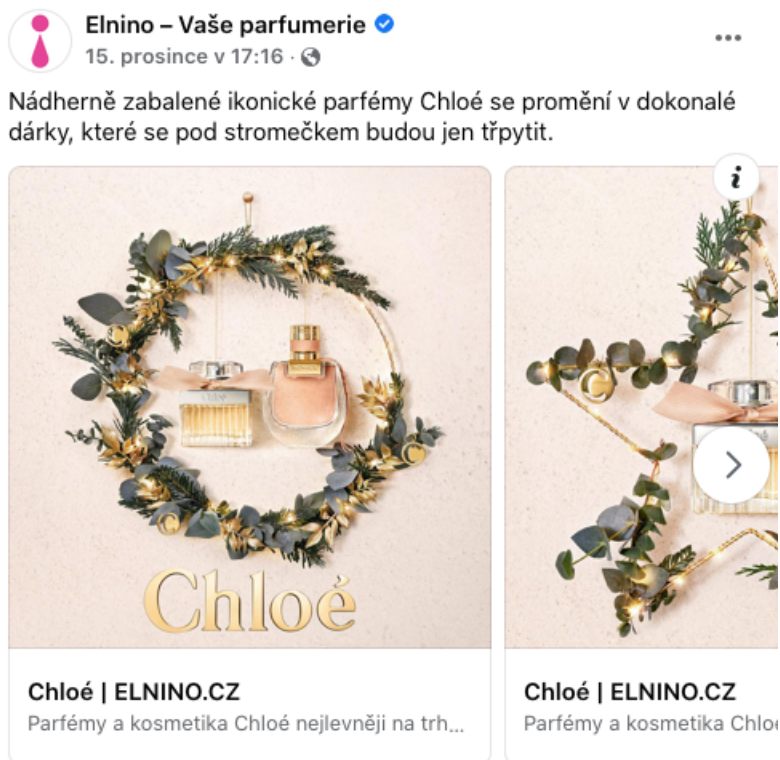 Elnino – Vaše parfumerie
15. prosince v 17:16 ·
Nádherně zabalené ikonické parfémy Chloé se promění v dokonalé
dárky, které se pod stromečkem budou jen třpytit.
i
Chloé
Chloé
Chloé | ELNINO.CZ
Parfémy a kosmetika Chloé nejlevněji na trh...
Chloé | ELNINO.CZ
Parfémy a kosmetika Chlo